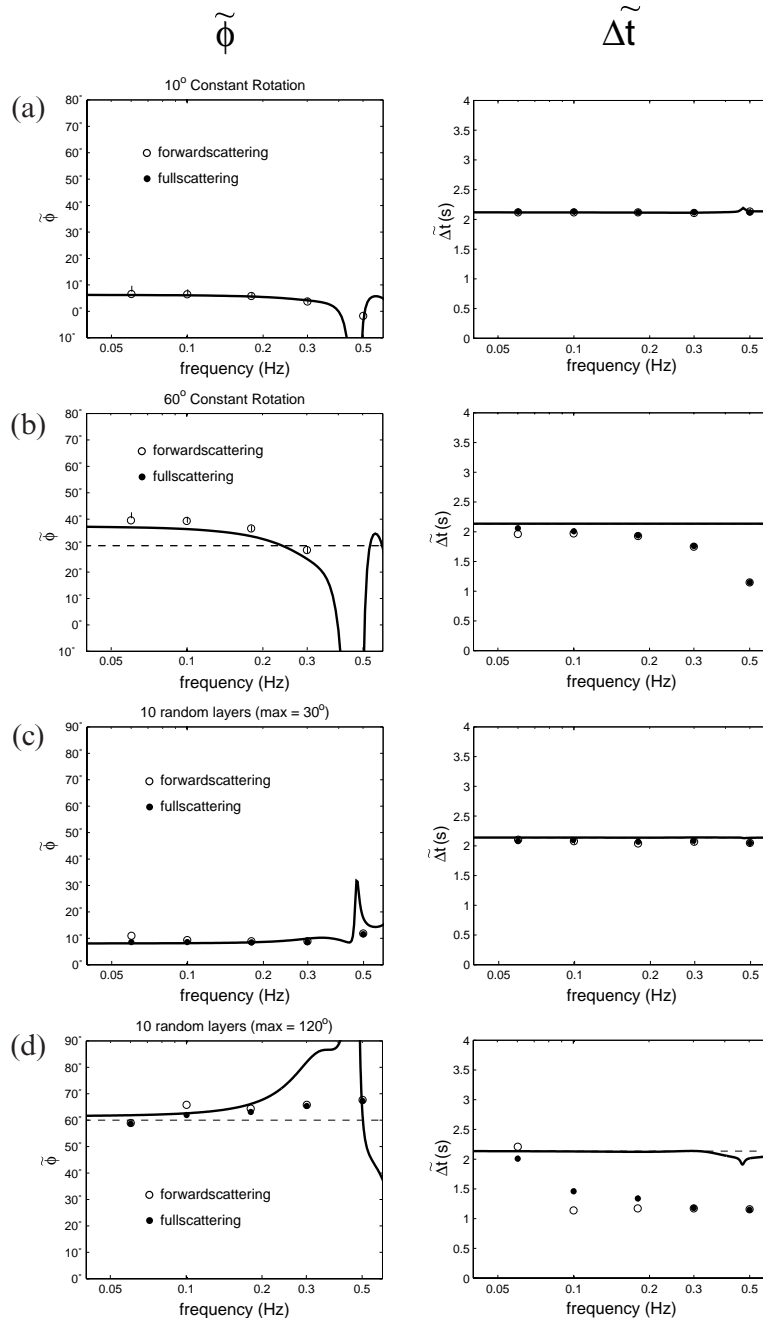 ϕ̃ Δ̃t
(a)
10° Constant Rotation
80° 70° 60° 50° 40° 30° 20° 10° 0° 10°
ϕ̃
forwardscattering
fullscattering
0.05 0.1 0.2 0.3 0.5
frequency (Hz)
4 3.5 3 2.5 2 1.5 1 0.5 0
Δ̃t (s)
0.05 0.1 0.2 0.3 0.5
frequency (Hz)
(b)
60° Constant Rotation
80° 70° 60° 50° 40° 30° 20° 10° 0° 10°
ϕ̃
forwardscattering
fullscattering
0.05 0.1 0.2 0.3 0.5
frequency (Hz)
4 3.5 3 2.5 2 1.5 1 0.5 0
Δ̃t (s)
0.05 0.1 0.2 0.3 0.5
frequency (Hz)
(c)
10 random layers (max = 30°)
90° 80° 70° 60° 50° 40° 30° 20° 10° 0°
ϕ̃
forwardscattering
fullscattering
0.05 0.1 0.2 0.3 0.5
frequency (Hz)
4 3.5 3 2.5 2 1.5 1 0.5 0
Δ̃t (s)
0.05 0.1 0.2 0.3 0.5
frequency (Hz)
(d)
10 random layers (max = 120°)
90° 80° 70° 60° 50° 40° 30° 20° 10° 0°
ϕ̃
forwardscattering
fullscattering
0.05 0.1 0.2 0.3 0.5
frequency (Hz)
4 3.5 3 2.5 2 1.5 1 0.5 0
Δ̃t (s)
0.05 0.1 0.2 0.3 0.5
frequency (Hz)